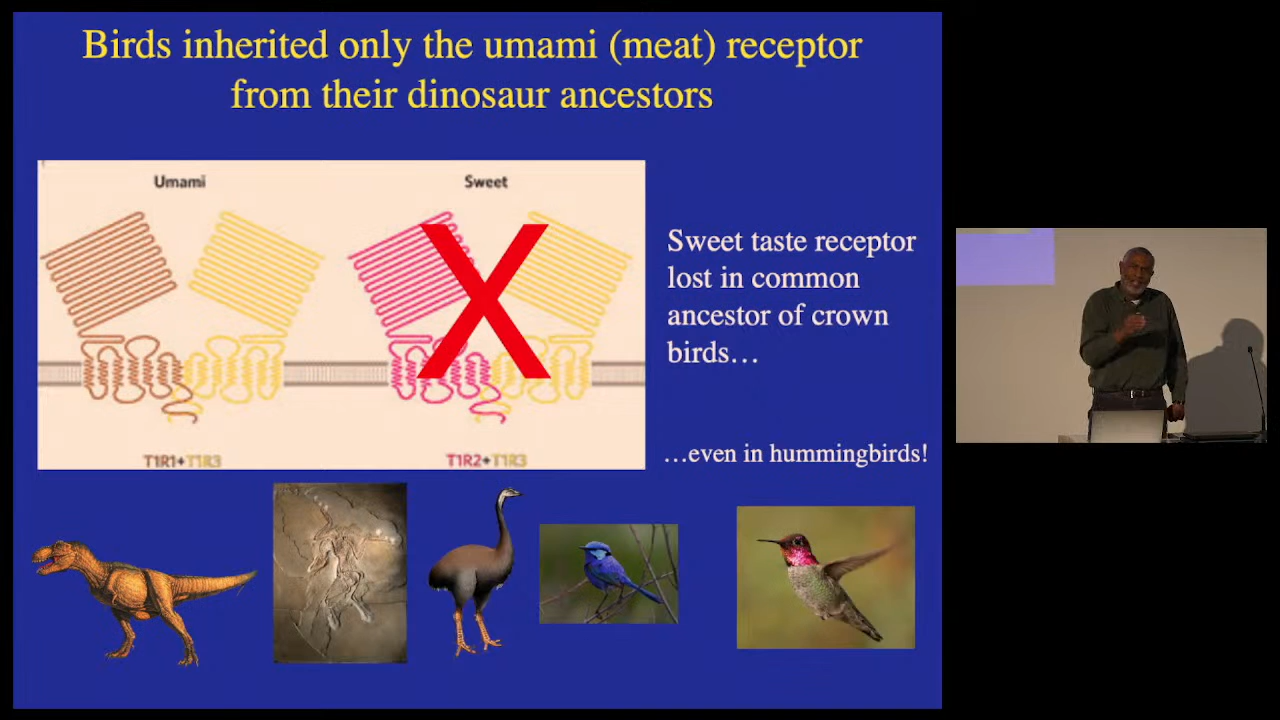 Birds inherited only the umami (meat) receptor
from their dinosaur ancestors
Umami
Sweet
Sweet taste receptor
lost in common
ancestor of crown
birds…
X
…even in hummingbirds!
T1R1+T1R3
T1R2+T1R3